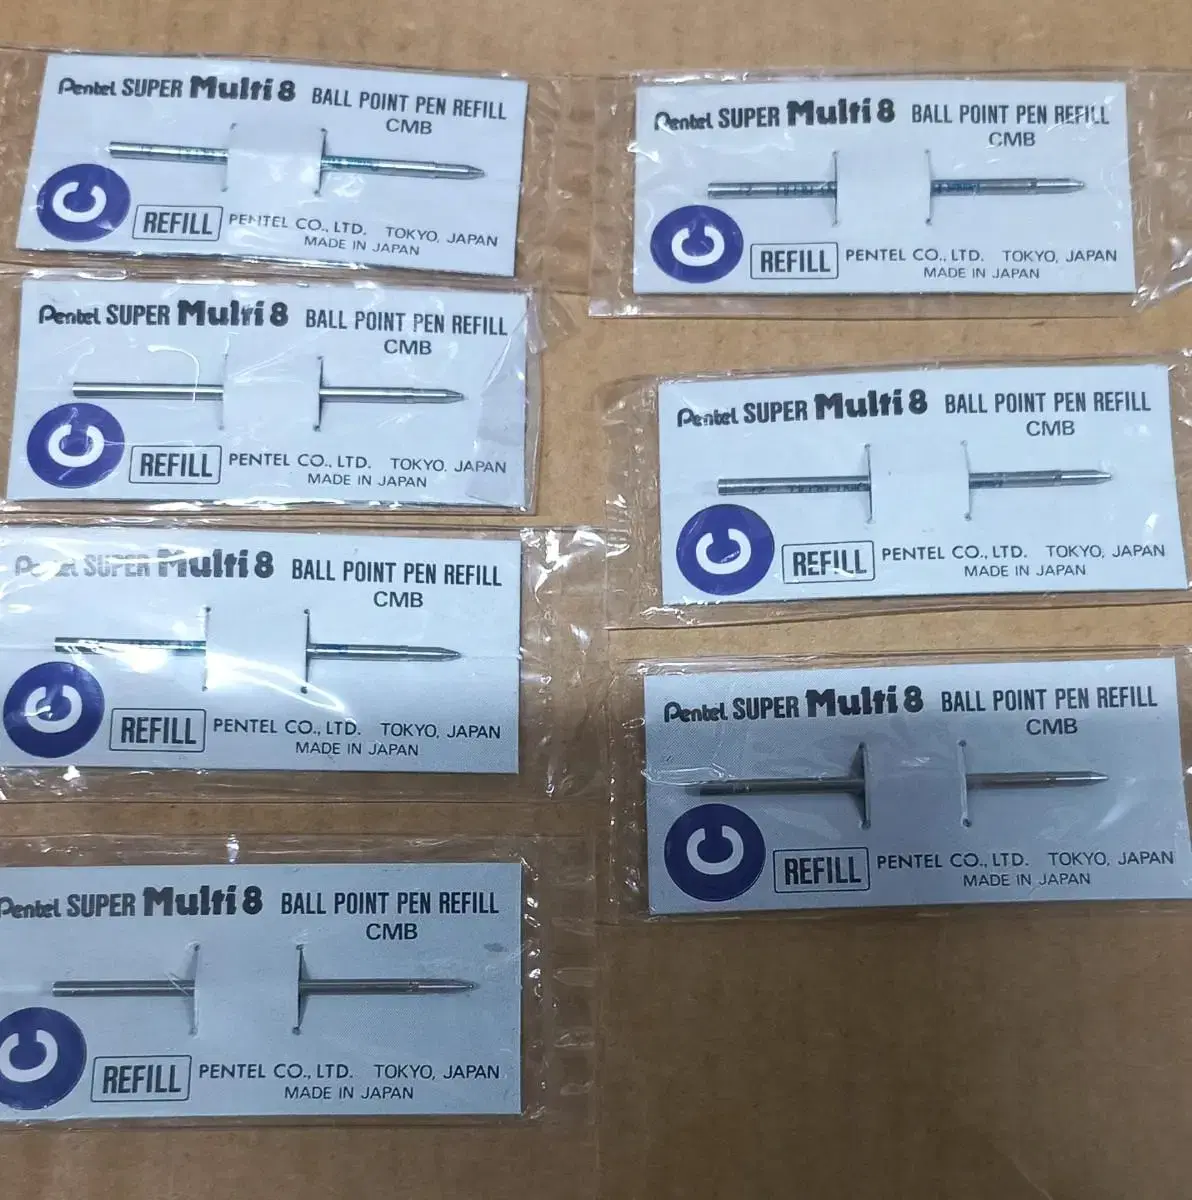 Pentel SUPER Multi 8 BALL POINT PEN REFILL
CMB
C
REFILL PENTEL CO., LTD. TOKYO, JAPAN
MADE IN JAPAN
Pentel SUPER Multi 8 BALL POINT PEN REFILL
CMB
C
REFILL PENTEL CO., LTD. TOKYO, JAPAN
MADE IN JAPAN
Pentel SUPER Multi 8 BALL POINT PEN REFILL
CMB
C
REFILL PENTEL CO., LTD. TOKYO, JAPAN
MADE IN JAPAN
Pentel SUPER Multi 8 BALL POINT PEN REFILL
CMB
C
REFILL PENTEL CO., LTD. TOKYO, JAPAN
MADE IN JAPAN
Pentel SUPER Multi 8 BALL POINT PEN REFILL
CMB
C
REFILL PENTEL CO., LTD. TOKYO, JAPAN
MADE IN JAPAN
Pentel SUPER Multi 8 BALL POINT PEN REFILL
CMB
C
REFILL PENTEL CO., LTD. TOKYO, JAPAN
MADE IN JAPAN
Pentel SUPER Multi 8 BALL POINT PEN REFILL
CMB
C
REFILL PENTEL CO., LTD. TOKYO, JAPAN
MADE IN JAPAN